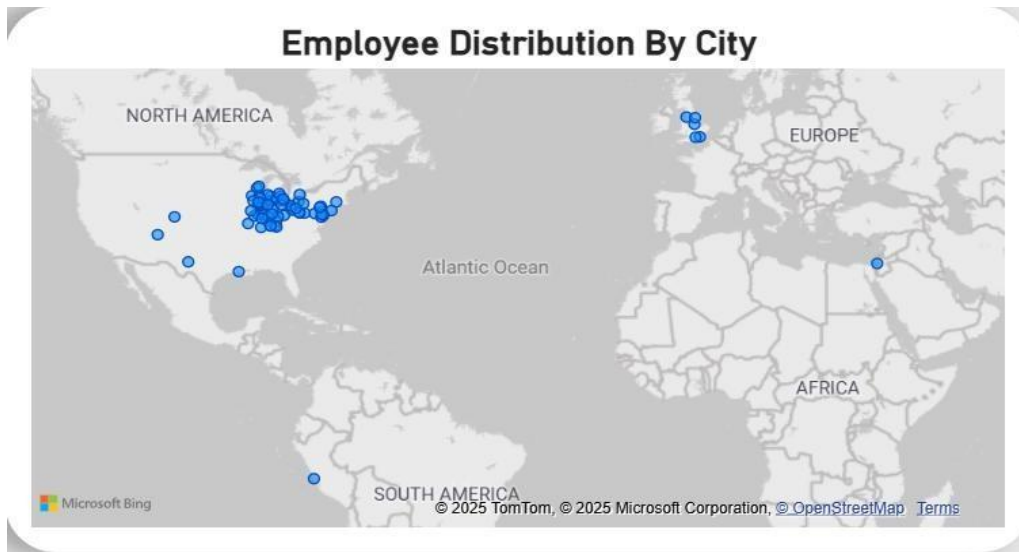 Employee Distribution By City
NORTH AMERICA
EUROPE
Atlantic Ocean
AFRICA
SOUTH AMERICA
Microsoft Bing
© 2025 TomTom, © 2025 Microsoft Corporation, © OpenStreetMap Terms